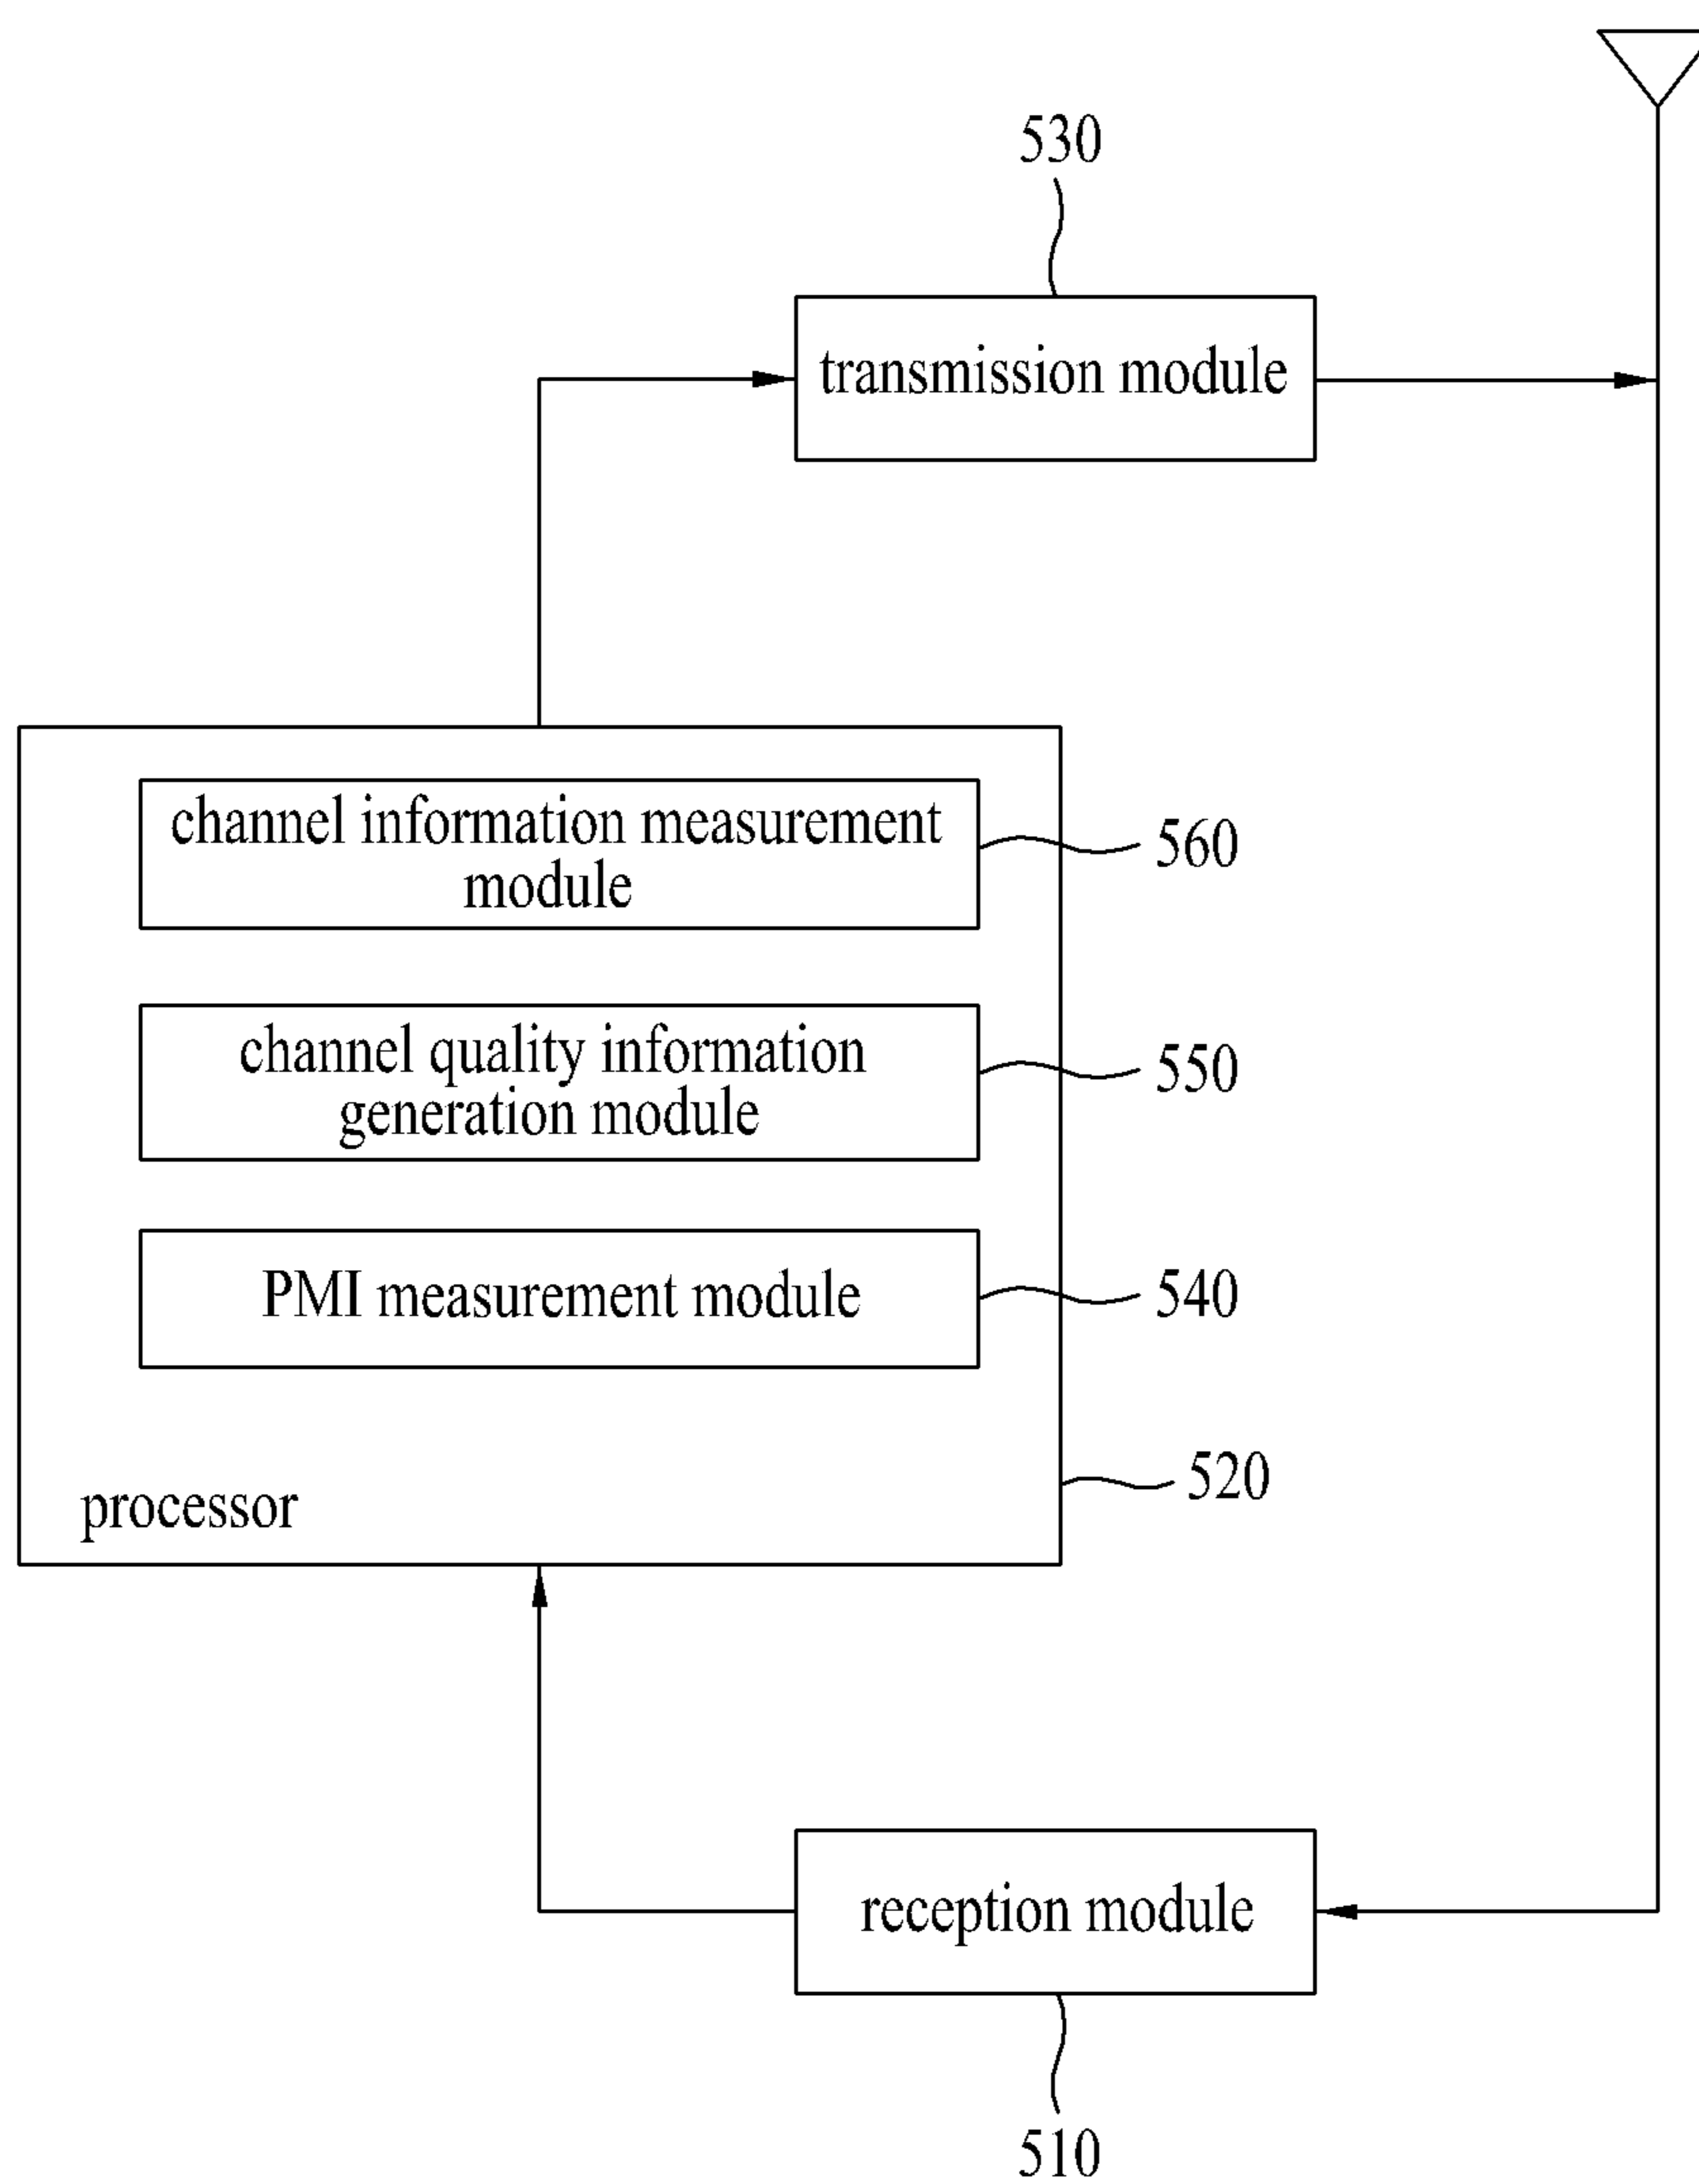 530
transmission module
channel information measurement
module
560
channel quality information
generation module
550
PMI measurement module
540
520
processor
reception module
510